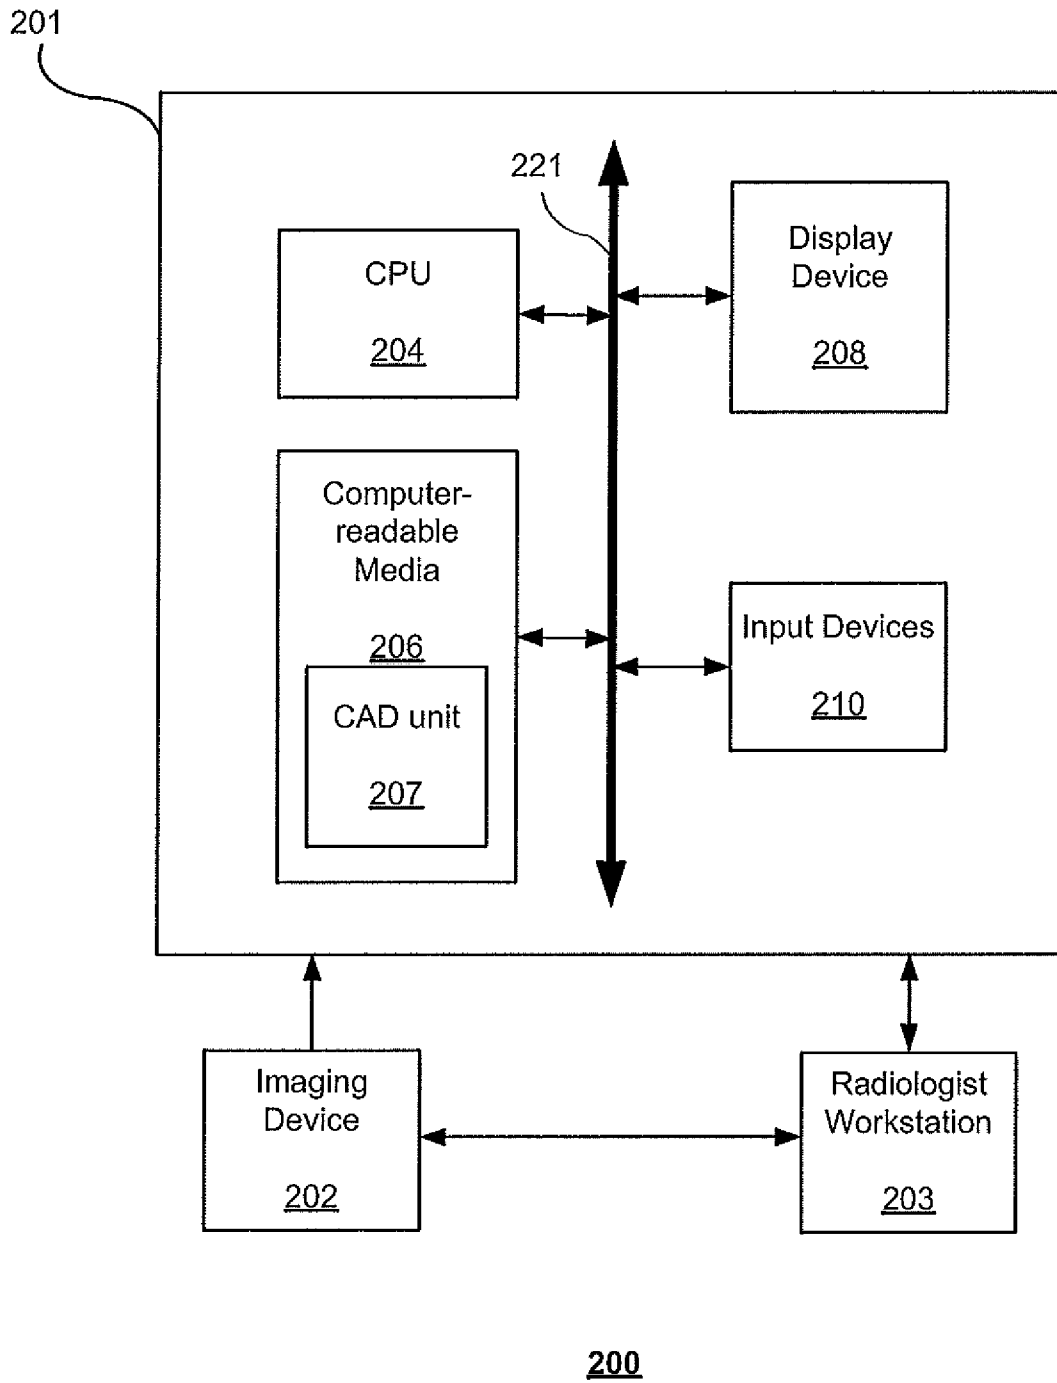 201
221
CPU
204
Display
Device
208
Computer-
readable
Media
206
CAD unit
207
Input Devices
210
Imaging
Device
202
Radiologist
Workstation
203
200